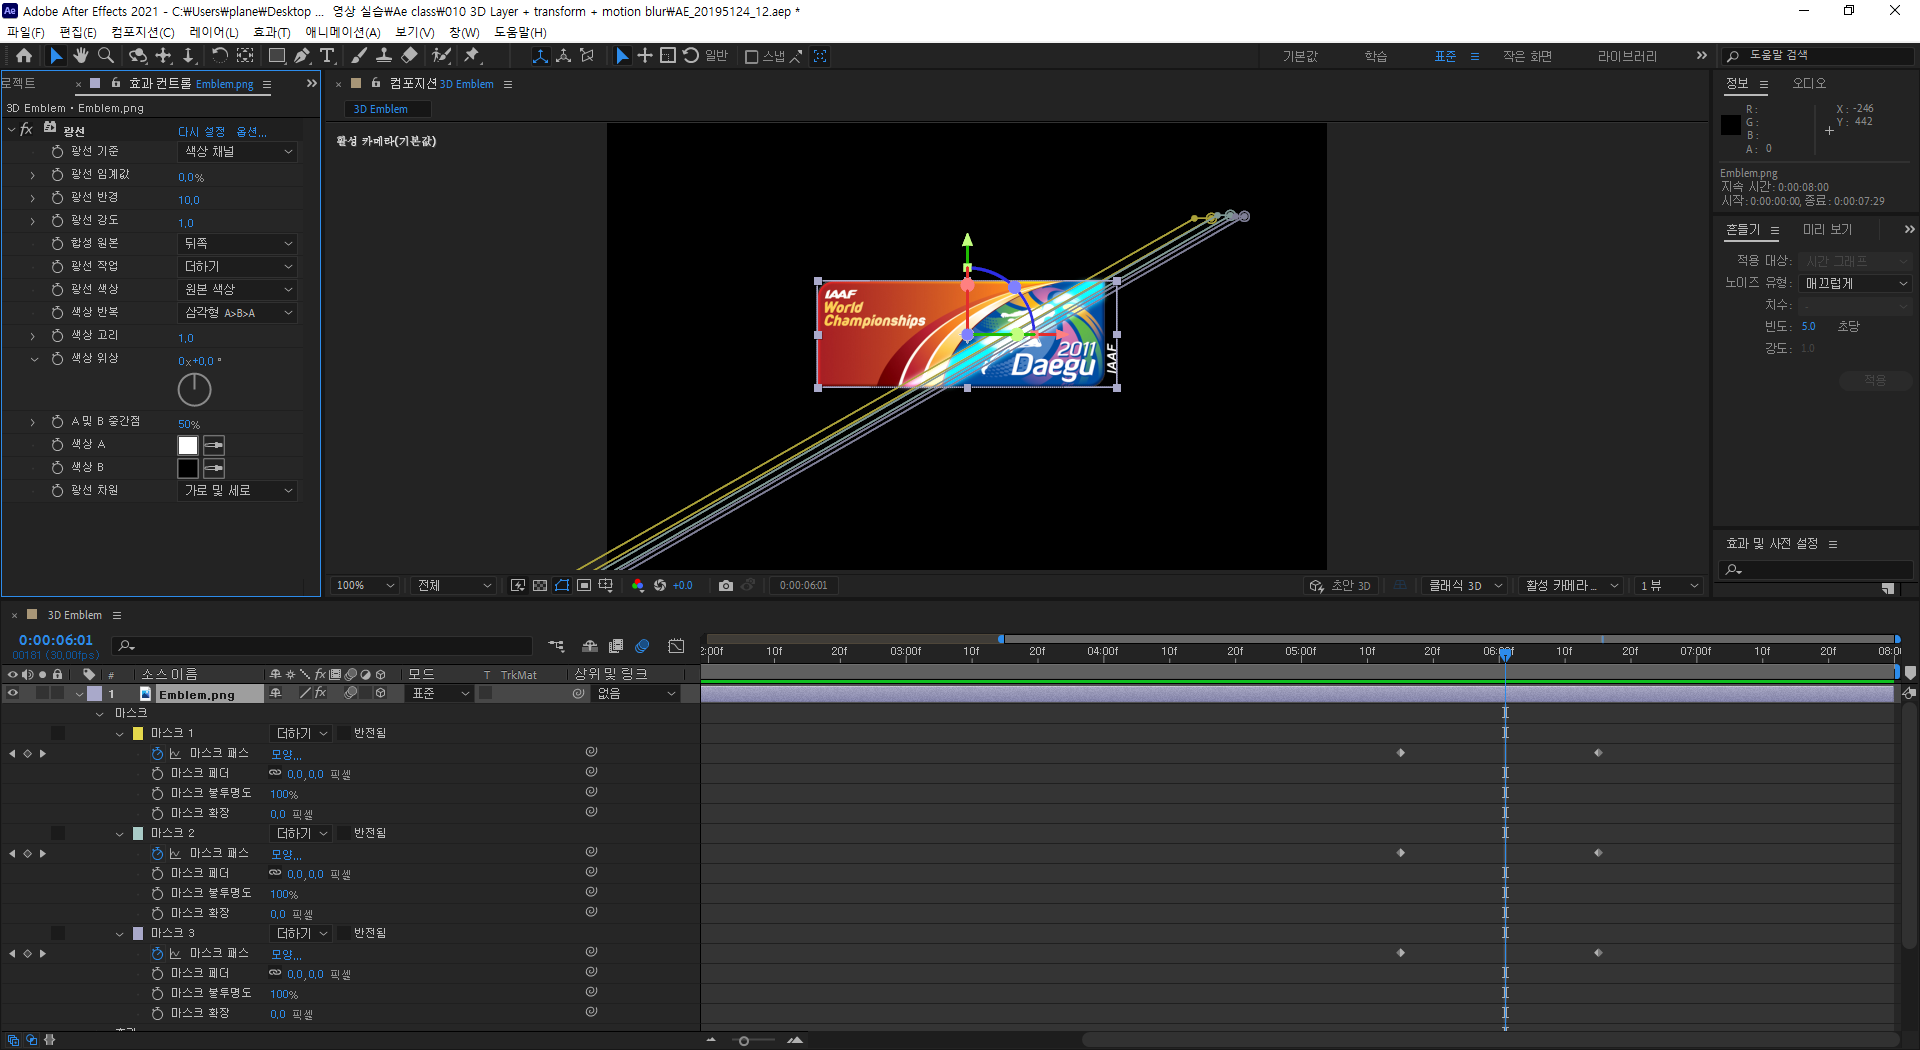 Adobe After Effects 2021 - C:₩Users₩plane₩Desktop ... 영상 실습₩Ae class₩010 3D Layer + transform + motion blur₩AE_20195124_12.aep *
파일(F) 편집(E) 컴포지션(C) 레이어(L) 효과(T) 애니메이션(A) 보기(V) 창(W) 도움말(H)
일반 스냅 기본값 학습 표준 작은 화면 라이브러리 도움말 검색
로젝트 효과 컨트롤 Emblem.png
3D Emblem • Emblem.png
fx 광선 다시 설정 옵션...
광선 기준 색상 채널
광선 임계값 0.0%
광선 반경 10.0
광선 강도 1.0
합성 원본 뒤쪽
광선 작업 더하기
광선 색상 원본 색상
색상 반복 삼각형 A>B>A
색상 고리 1.0
색상 위상 0x+0.0°
A 및 B 중간점 50%
색상 A
색상 B
광선 차원 가로 및 세로
컴포지션 3D Emblem
3D Emblem
활성 카메라(기본값)
IAAF
World
Championships
2011
Daegu
IAAF
100% 전체 +0.0 0:00:06:01 초안 3D 클래식 3D 활성 카메라... 1 뷰
정보 오디오
R:
G:
B:
A: 0
X: -246
Y: 442
Emblem.png
지속 시간: 0:00:08:00
시작: 0:00:00:00, 종료: 0:00:07:29
흔들기 미리 보기
적용 대상: 시간 그래프
노이즈 유형: 매끄럽게
치수: -
빈도: 5.0 초당
강도: 1.0
적용
효과 및 사전 설정
3D Emblem
0:00:06:01
00181 (30.00fps)
2:00f 10f 20f 03:00f 10f 20f 04:00f 10f 20f 05:00f 10f 20f 06:00f 10f 20f 07:00f 10f 20f 08:0
# 소스 이름 모드 T TrkMat 상위 및 링크
1 Emblem.png 표준 없음
마스크
마스크 1 더하기 반전됨
마스크 패스 모양...
마스크 페더 0.0,0.0 픽셀
마스크 불투명도 100%
마스크 확장 0.0 픽셀
마스크 2 더하기 반전됨
마스크 패스 모양...
마스크 페더 0.0,0.0 픽셀
마스크 불투명도 100%
마스크 확장 0.0 픽셀
마스크 3 더하기 반전됨
마스크 패스 모양...
마스크 페더 0.0,0.0 픽셀
마스크 불투명도 100%
마스크 확장 0.0 픽셀